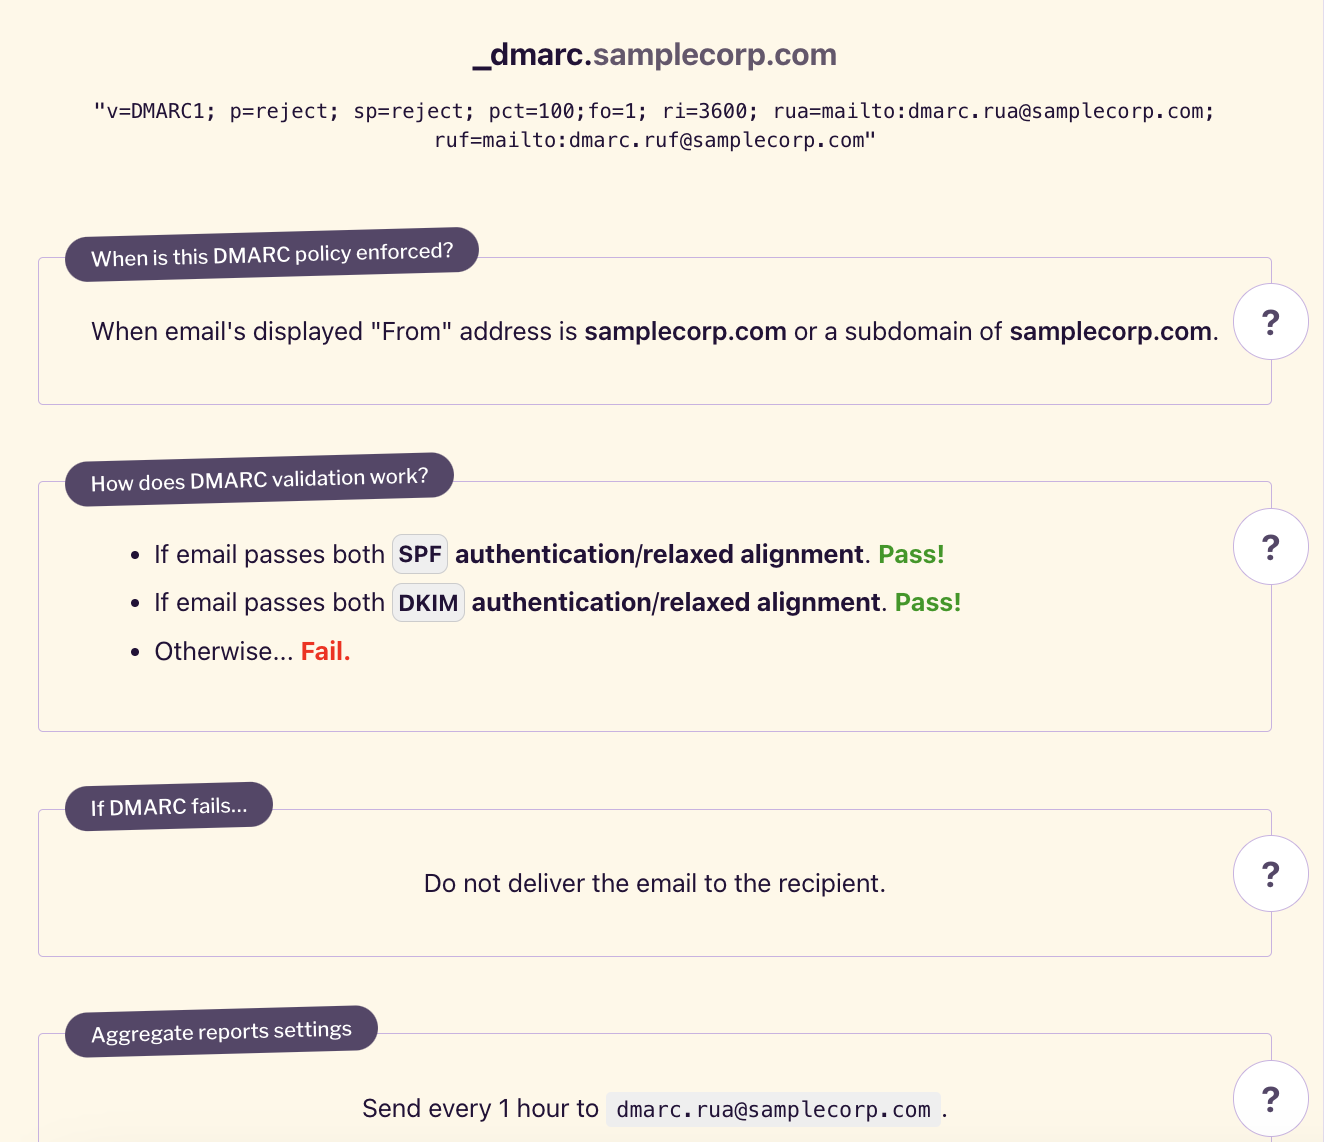 _dmarc.samplecorp.com
"v=DMARC1; p=reject; sp=reject; pct=100;fo=1; ri=3600; rua=mailto:dmarc.rua@samplecorp.com;
ruf=mailto:dmarc.ruf@samplecorp.com"
When is this DMARC policy enforced?
When email's displayed "From" address is samplecorp.com or a subdomain of samplecorp.com.
?
How does DMARC validation work?
• If email passes both SPF authentication/relaxed alignment. Pass!
?
• If email passes both DKIM authentication/relaxed alignment. Pass!
• Otherwise... Fail.
If DMARC fails...
Do not deliver the email to the recipient.
?
Aggregate reports settings
Send every 1 hour to dmarc.rua@samplecorp.com.
?